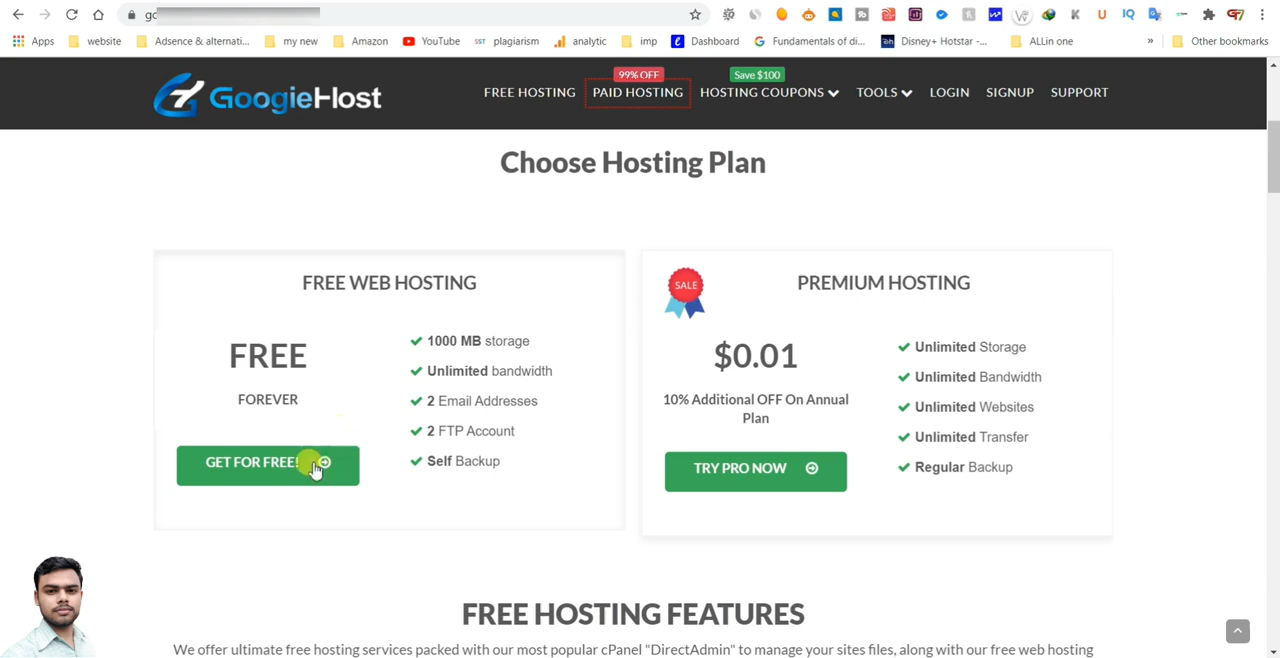 gc
Apps website Adsence & alternati... my new Amazon YouTube SST plagiarism analytic imp Dashboard Fundamentals of di... Disney+ Hotstar -... ALLin one » Other bookmarks
99% OFF Save $100
GoogieHost FREE HOSTING PAID HOSTING HOSTING COUPONS TOOLS LOGIN SIGNUP SUPPORT
Choose Hosting Plan
FREE WEB HOSTING
FREE
FOREVER
GET FOR FREE!
1000 MB storage
Unlimited bandwidth
2 Email Addresses
2 FTP Account
Self Backup
SALE
PREMIUM HOSTING
$0.01
10% Additional OFF On Annual
Plan
TRY PRO NOW
Unlimited Storage
Unlimited Bandwidth
Unlimited Websites
Unlimited Transfer
Regular Backup
FREE HOSTING FEATURES
We offer ultimate free hosting services packed with our most popular cPanel "DirectAdmin" to manage your sites files, along with our free web hosting